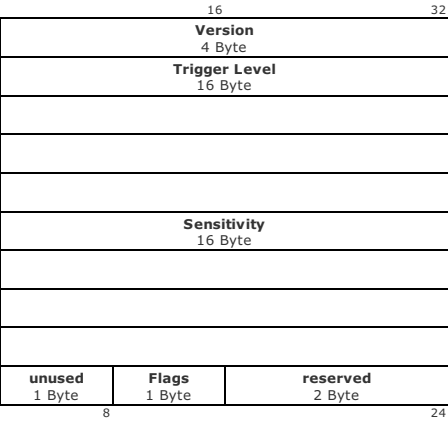 16 32
Version
4 Byte
Trigger Level
16 Byte
Sensitivity
16 Byte
unused Flags reserved
1 Byte 1 Byte 2 Byte
8 24